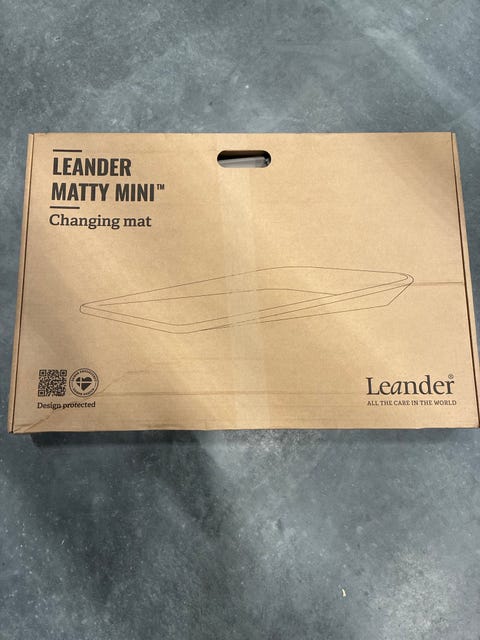 LEANDER
MATTY MINI™
Changing mat
Design protected
Leander®
ALL THE CARE IN THE WORLD